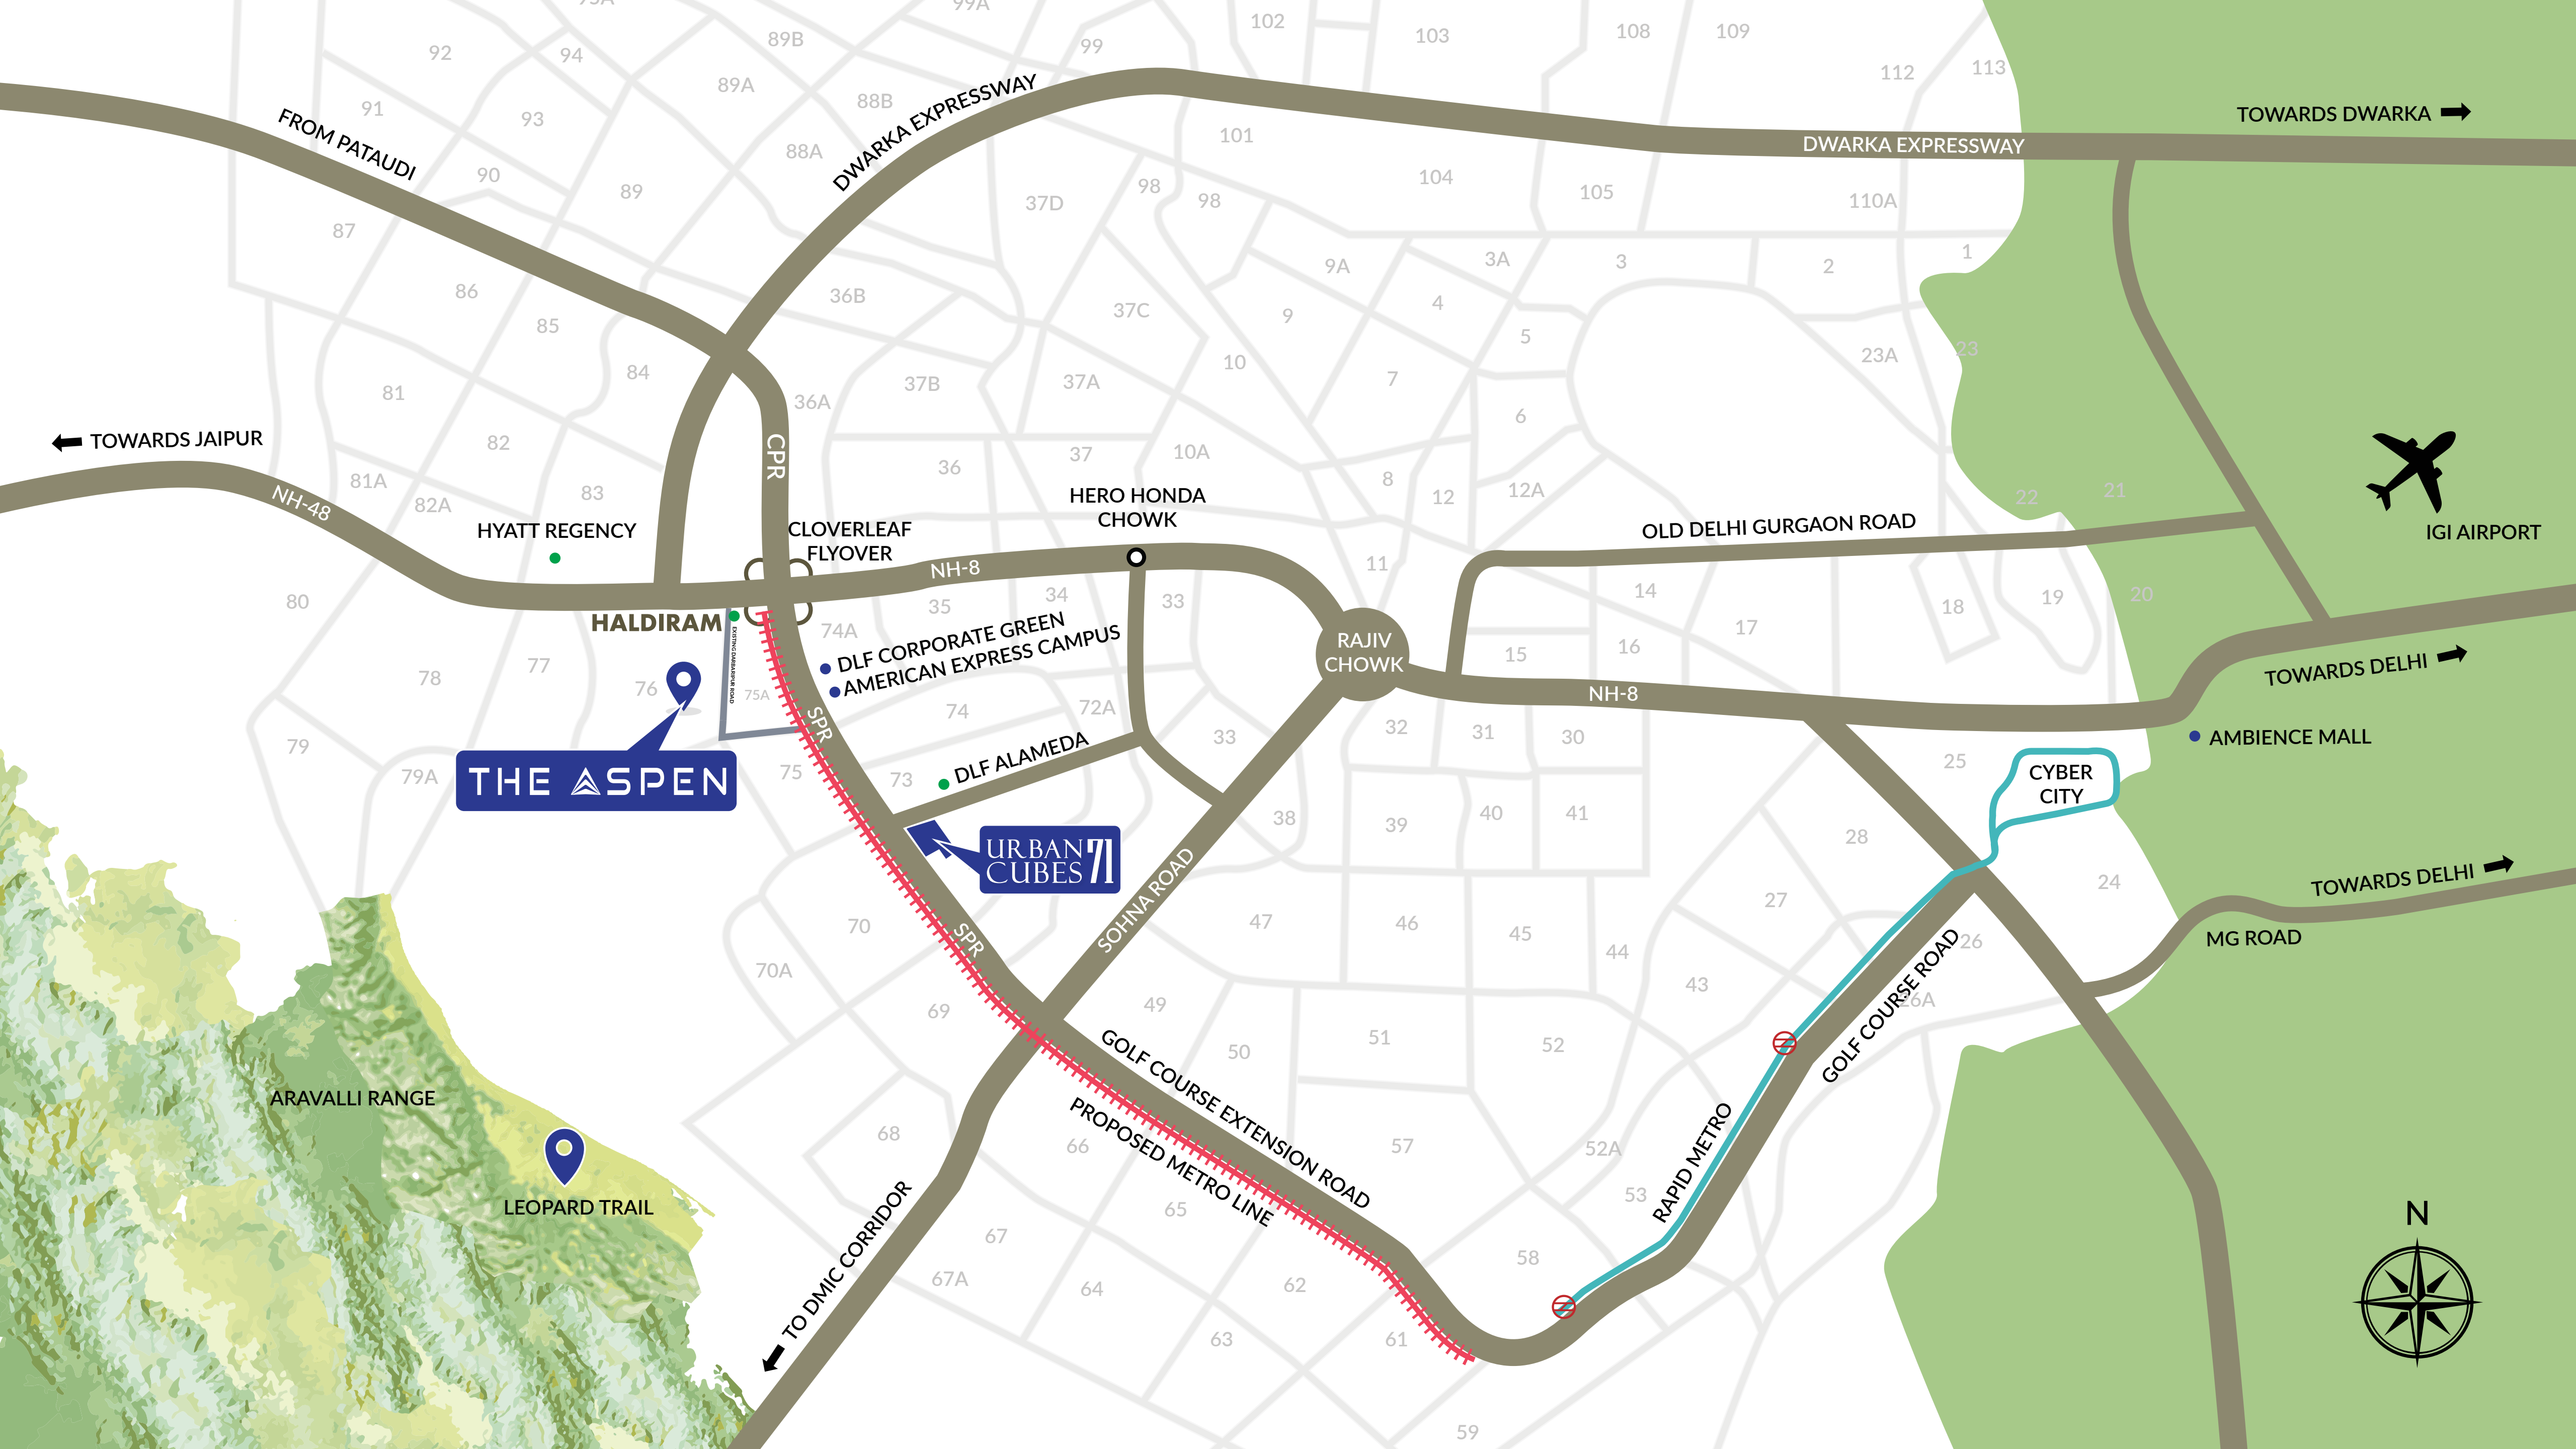 93A
99A
102
103
108
109
92
94
89B
99
112
113
89A
88B
91
93
FROM PATAUDI
DWARKA EXPRESSWAY
TOWARDS DWARKA
101
DWARKA EXPRESSWAY
88A
90
89
37D
98
98
104
105
110A
87
9A
3A
3
2
1
86
36B
37C
9
4
85
5
10
23A
23
84
37B
37A
7
81
36A
6
TOWARDS JAIPUR
82
CPR
36
37
10A
8
81A
82A
83
12
12A
22
21
NH-48
HERO HONDA
CHOWK
HYATT REGENCY
CLOVERLEAF
FLYOVER
OLD DELHI GURGAON ROAD
IGI AIRPORT
NH-8
11
80
35
34
33
14
18
19
20
HALDIRAM
EXISTING DARBARIPUR ROAD
74A
DLF CORPORATE GREEN
AMERICAN EXPRESS CAMPUS
RAJIV
CHOWK
17
15
16
78
77
76
75A
TOWARDS DELHI
NH-8
SPR
74
72A
79
33
32
31
30
AMBIENCE MALL
79A
THE ASPEN
75
73
DLF ALAMEDA
25
CYBER
CITY
38
39
40
41
28
URBAN
CUBES 71
SOHNA ROAD
TOWARDS DELHI
24
27
70
SPR
47
46
45
44
26
MG ROAD
70A
43
GOLF COURSE ROAD
26A
69
49
50
51
52
GOLF COURSE EXTENSION ROAD
ARAVALLI RANGE
PROPOSED METRO LINE
68
66
57
52A
RAPID METRO
LEOPARD TRAIL
65
53
N
67
58
TO DMIC CORRIDOR
67A
64
62
63
61
59